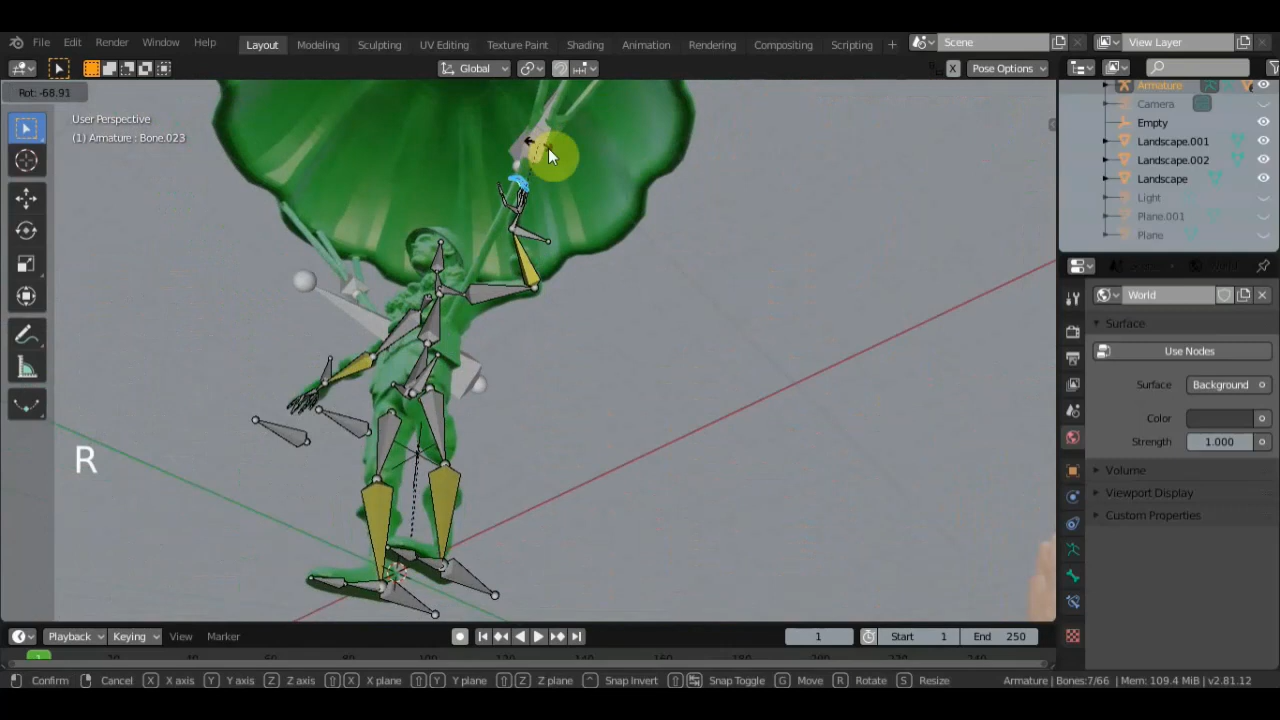 File Edit Render Window Help Layout Modeling Sculpting UV Editing Texture Paint Shading Animation Rendering Compositing Scripting + Scene View Layer
Global X Pose Options
Rot: -68.91
User Perspective
(1) Armature : Bone.023
Armature
Camera
Empty
Landscape.001
Landscape.002
Landscape
Light
Plane.001
Plane
World
Surface
Use Nodes
Surface Background
Color
Strength 1.000
Volume
Viewport Display
Custom Properties
R
Playback Keying View Marker 1 Start 1 End 250
Confirm Cancel X X axis Y Y axis Z Z axis X X plane Y Y plane Z Z plane Snap Invert Snap Toggle G Move R Rotate S Resize Armature | Bones:7/66 | Mem: 109.4 MiB | v2.81.12